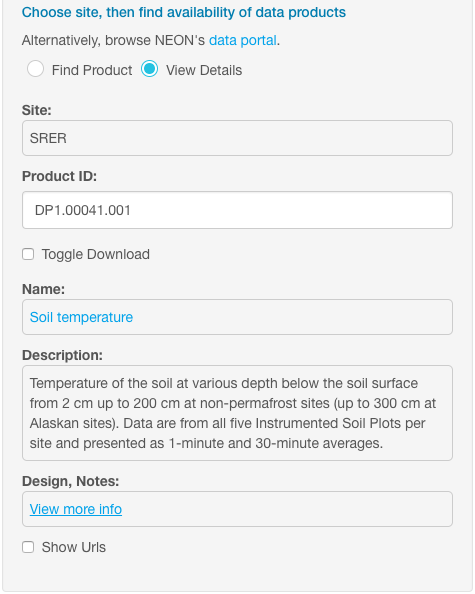 Choose site, then find availability of data products
Alternatively, browse NEON's data portal.
Find Product View Details
Site:
SRER
Product ID:
DP1.00041.001
Toggle Download
Name:
Soil temperature
Description:
Temperature of the soil at various depth below the soil surface
from 2 cm up to 200 cm at non-permafrost sites (up to 300 cm at
Alaskan sites). Data are from all five Instrumented Soil Plots per
site and presented as 1-minute and 30-minute averages.
Design, Notes:
View more info
Show Urls